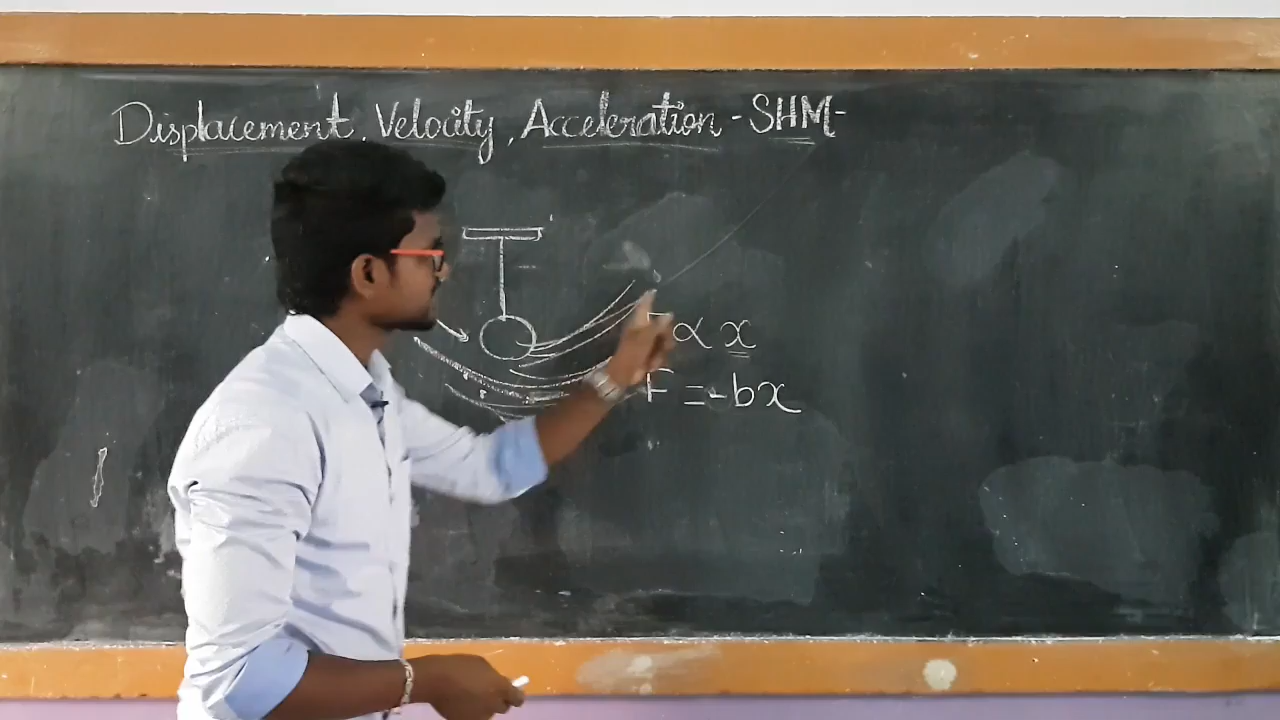 Displacement, Velocity, Acceleration - SHM-
F ∝ x
F = -bx